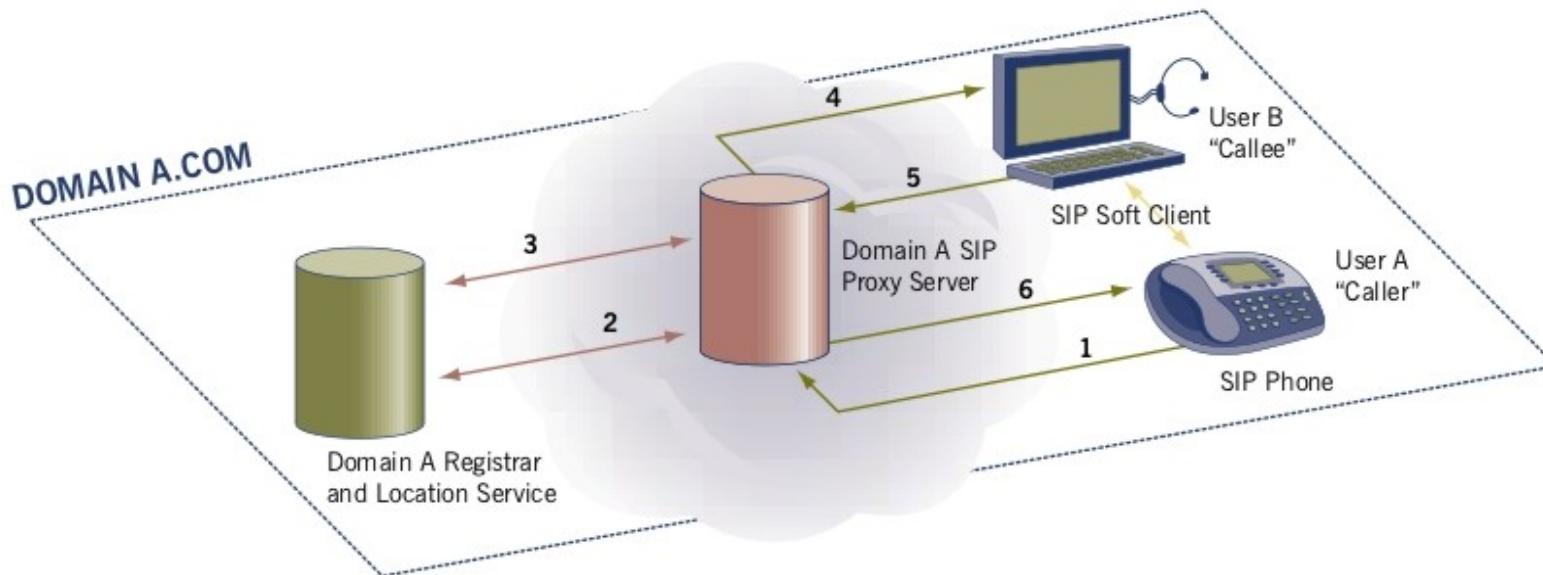 DOMAIN A.COM
4
User B
“Callee”
5
SIP Soft Client
3
Domain A SIP
Proxy Server
User A
“Caller”
6
2
1
SIP Phone
Domain A Registrar
and Location Service